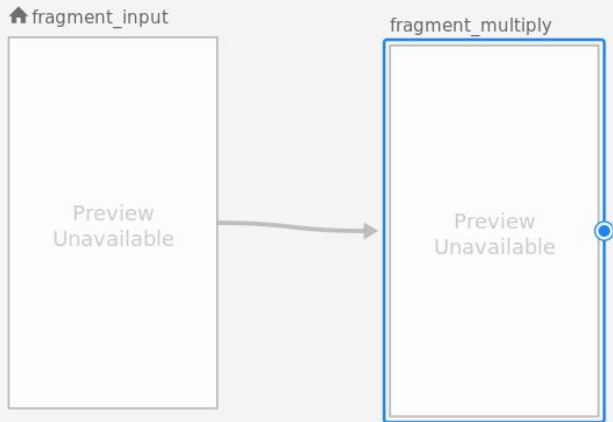 fragment_input
fragment_multiply
Preview
Unavailable
Preview
Unavailable